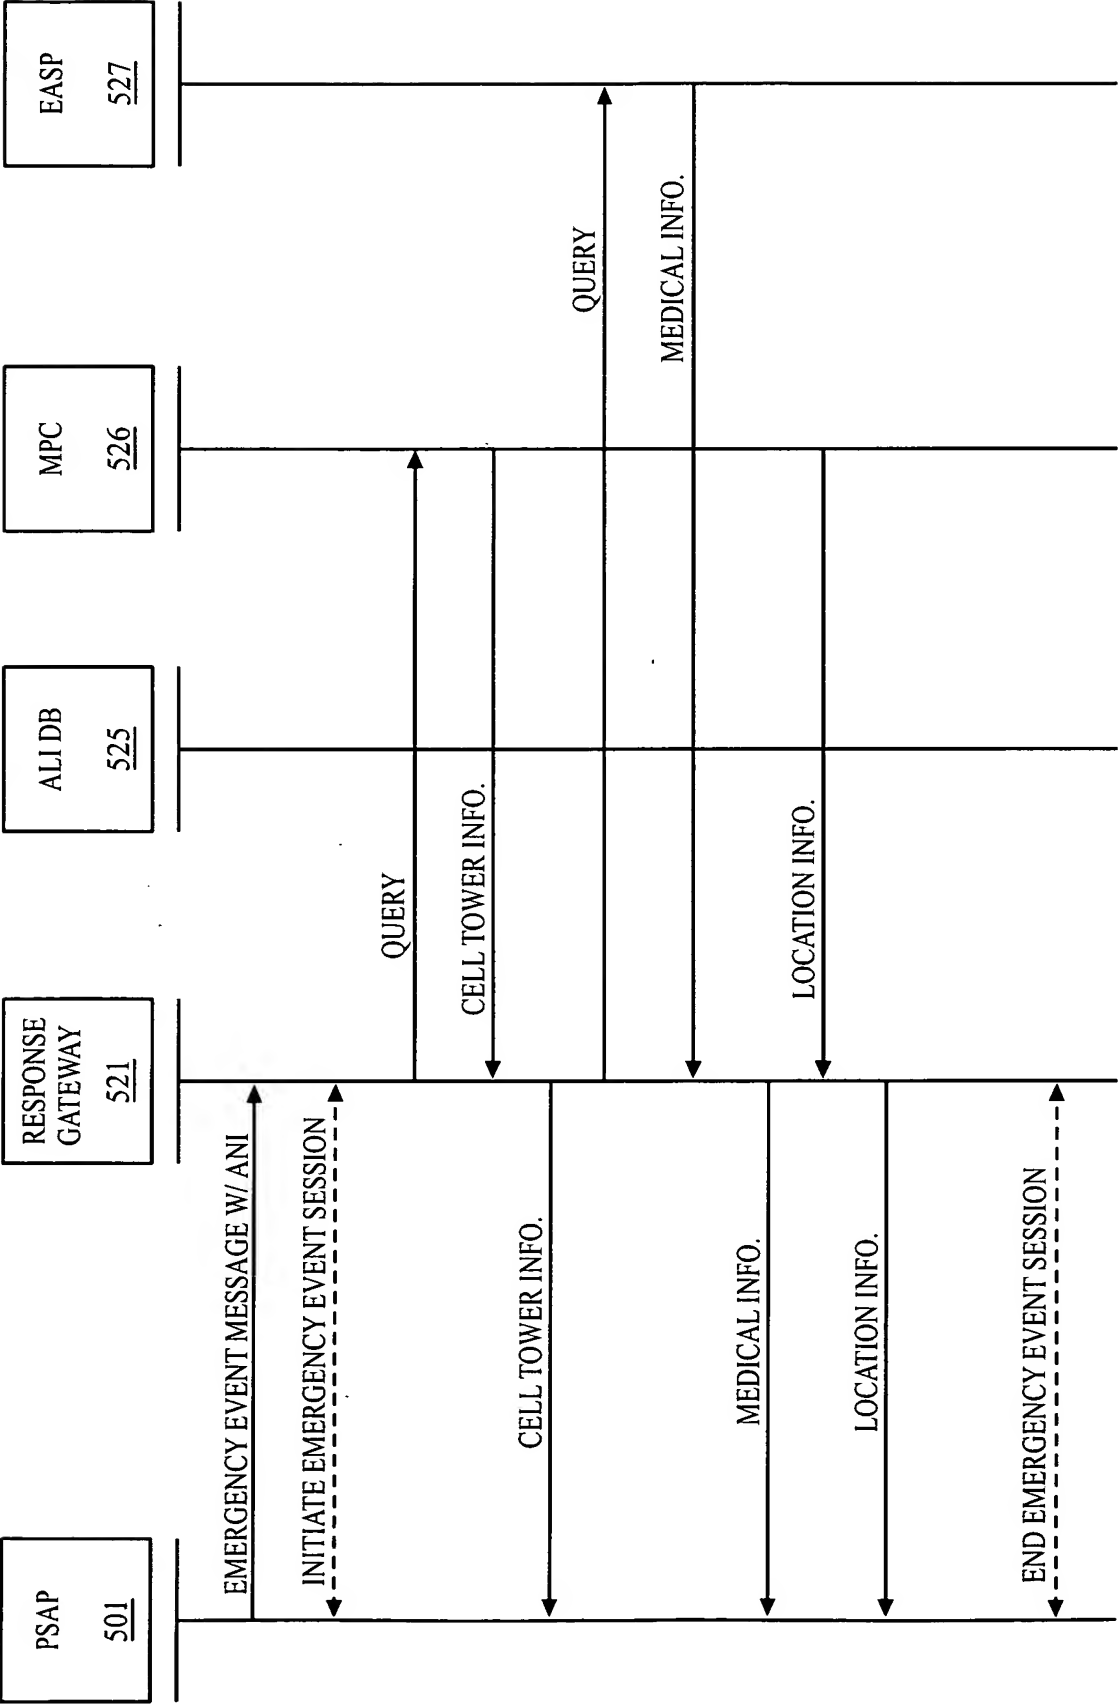 PSAP
501
RESPONSE
GATEWAY
521
ALI DB
525
MPC
526
EASP
527
EMERGENCY EVENT MESSAGE W/ ANI
INITIATE EMERGENCY EVENT SESSION
QUERY
CELL TOWER INFO.
CELL TOWER INFO.
QUERY
MEDICAL INFO.
MEDICAL INFO.
LOCATION INFO.
LOCATION INFO.
END EMERGENCY EVENT SESSION